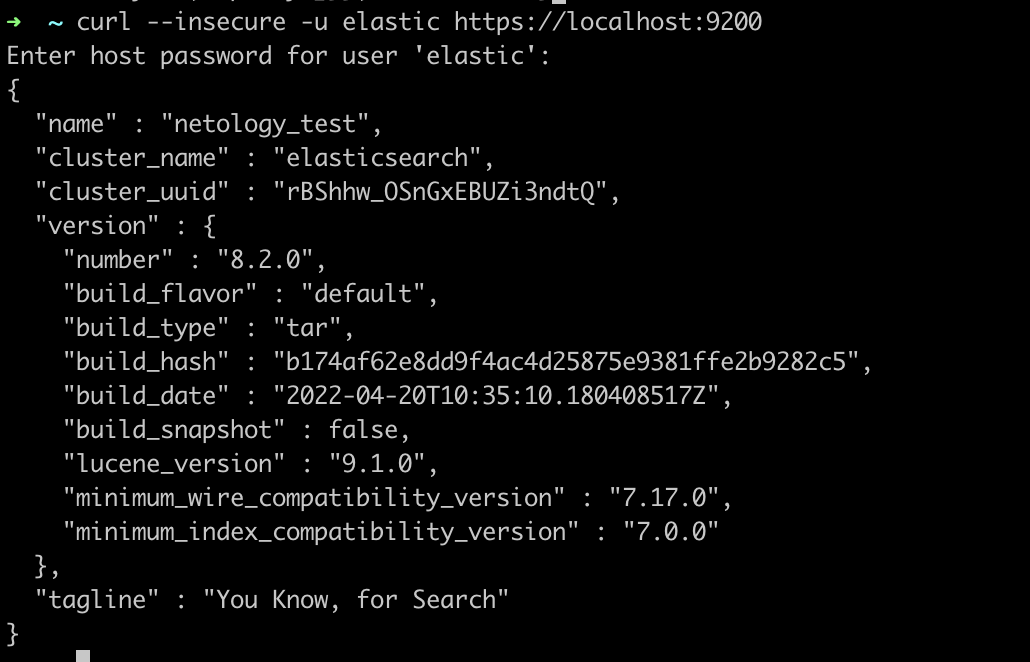 ➜  ~ curl --insecure -u elastic https://localhost:9200
Enter host password for user 'elastic':
{
  "name" : "netology_test",
  "cluster_name" : "elasticsearch",
  "cluster_uuid" : "rBShhw_OSnGxEBUZi3ndtQ",
  "version" : {
    "number" : "8.2.0",
    "build_flavor" : "default",
    "build_type" : "tar",
    "build_hash" : "b174af62e8dd9f4ac4d25875e9381ffe2b9282c5",
    "build_date" : "2022-04-20T10:35:10.180408517Z",
    "build_snapshot" : false,
    "lucene_version" : "9.1.0",
    "minimum_wire_compatibility_version" : "7.17.0",
    "minimum_index_compatibility_version" : "7.0.0"
  },
  "tagline" : "You Know, for Search"
}